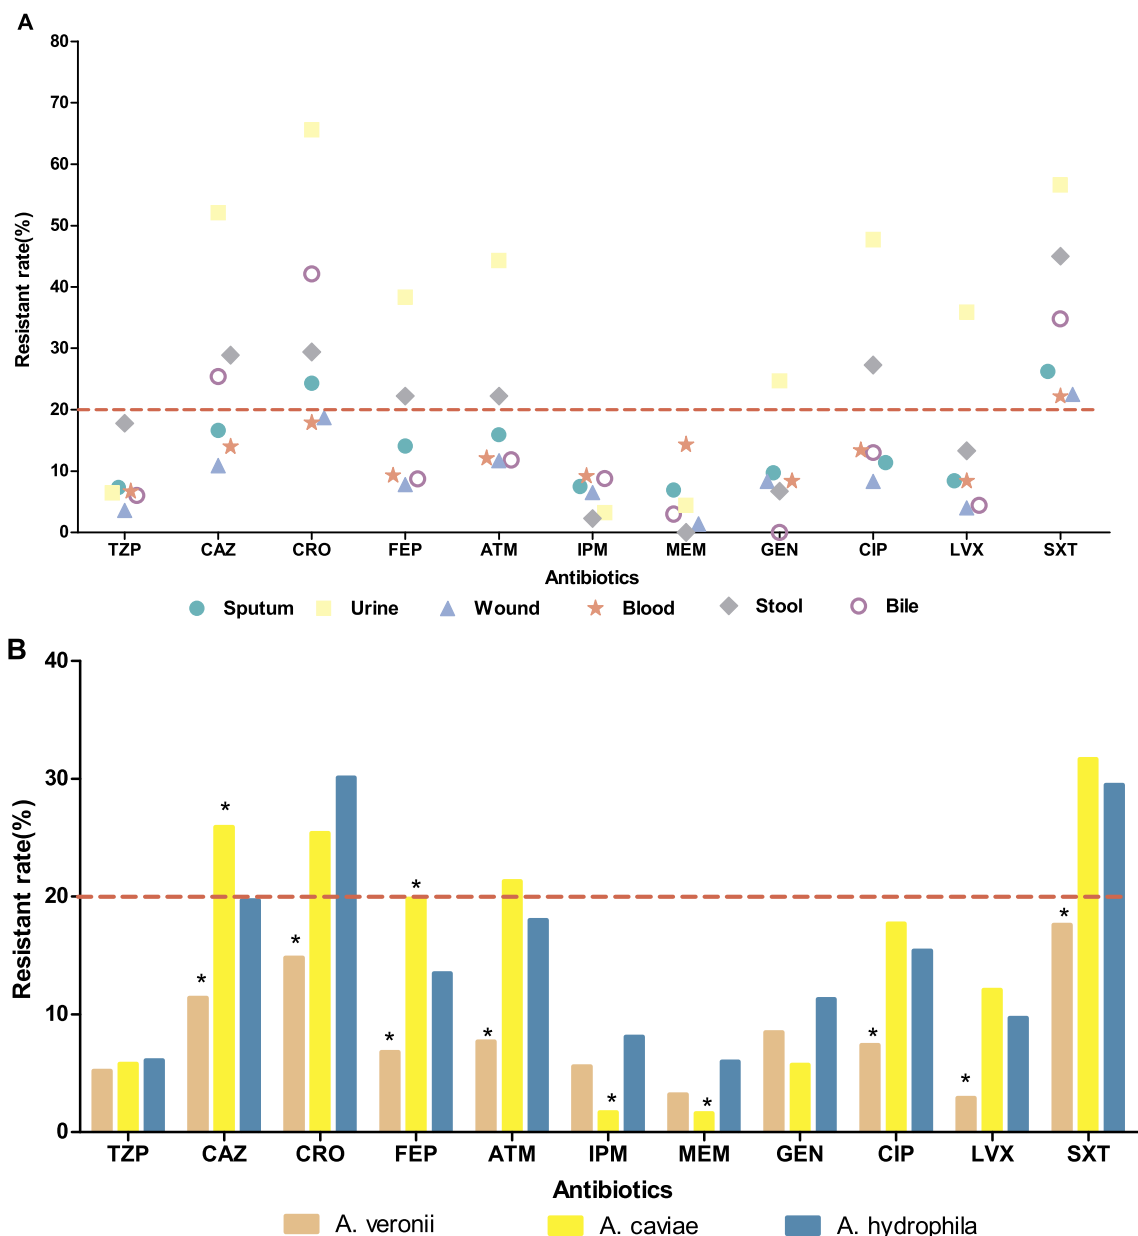 A
80
70
60
50
40
30
20
10
0
Resistant rate(%)
TZP CAZ CRO FEP ATM IPM MEM GEN CIP LVX SXT
Antibiotics
Sputum Urine Wound Blood Stool Bile
B
40
30
20
10
0
Resistant rate(%)
* * * * * * * * * * *
TZP CAZ CRO FEP ATM IPM MEM GEN CIP LVX SXT
Antibiotics
A. veronii A. caviae A. hydrophila